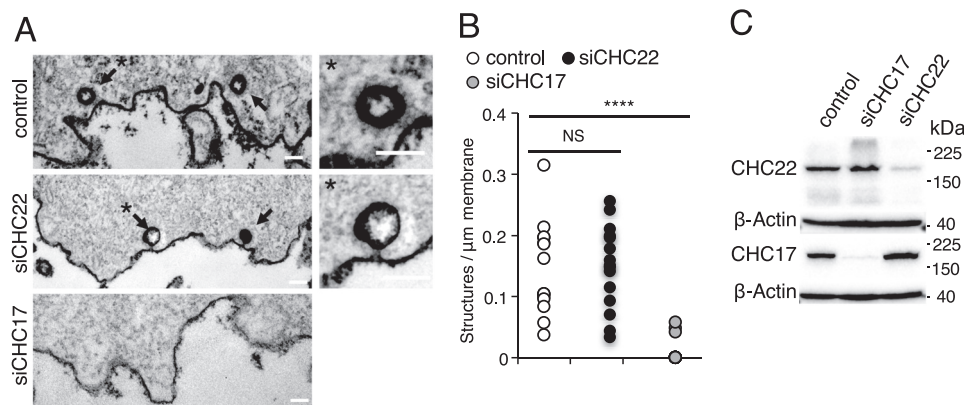 A
control
*
*
siCHC22
*
*
siCHC17
B
control siCHC22
siCHC17
****
NS
0.4
0.3
0.2
0.1
0
Structures / µm membrane
C
control
siCHC17
siCHC22
kDa
CHC22
225
150
β-Actin
40
CHC17
225
150
β-Actin
40